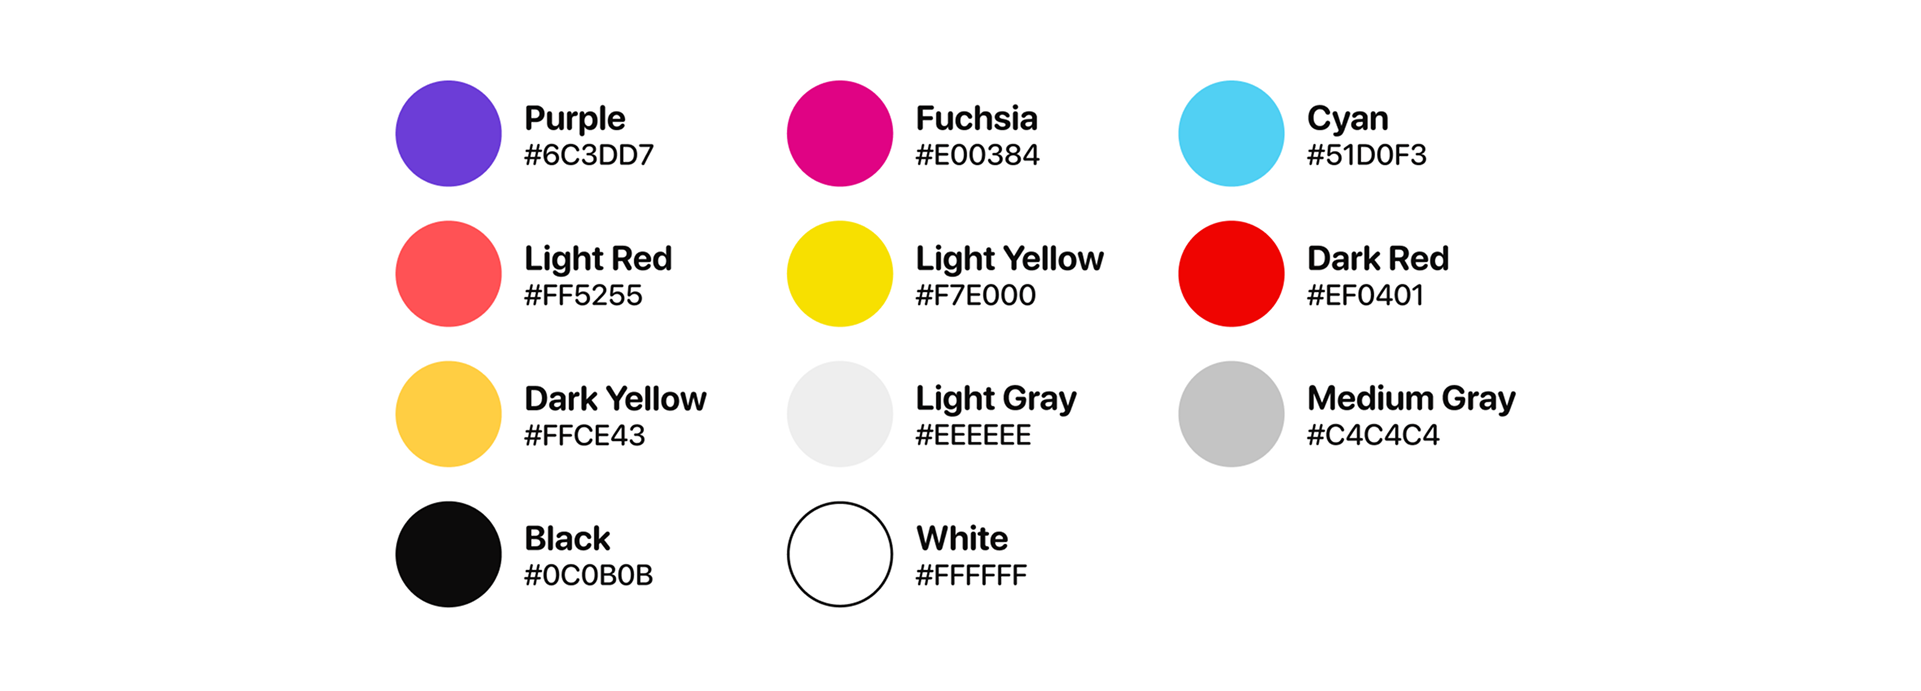 Purple
#6C3DD7
Fuchsia
#E00384
Cyan
#51D0F3
Light Red
#FF5255
Light Yellow
#F7E000
Dark Red
#EF0401
Dark Yellow
#FFCE43
Light Gray
#EEEEEE
Medium Gray
#C4C4C4
Black
#0C0B0B
White
#FFFFFF